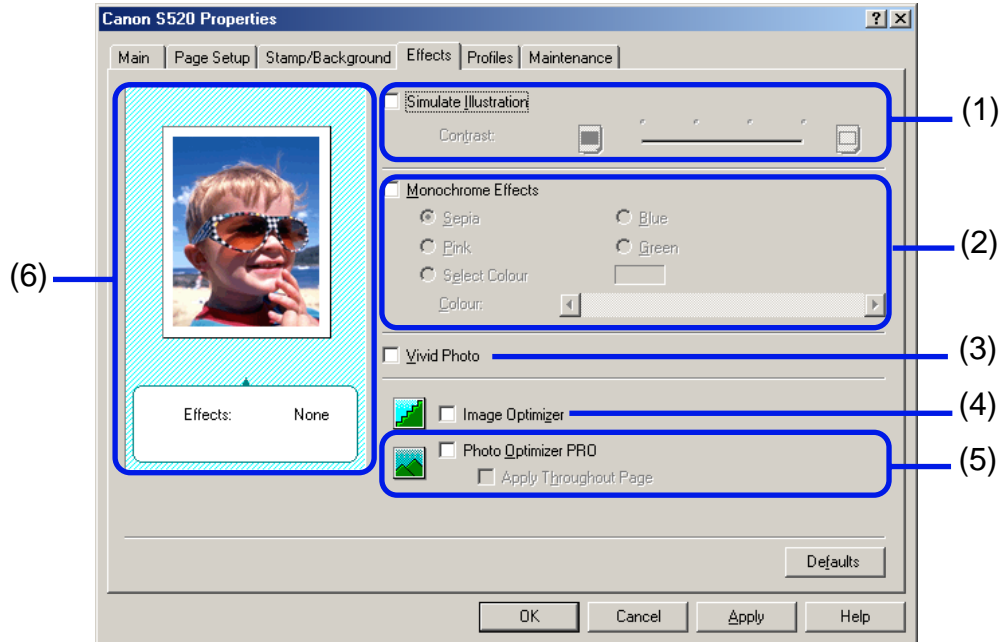 Canon S520 Properties
Main Page Setup Stamp/Background Effects Profiles Maintenance
Simulate Illustration
Contrast:
(1)
Monochrome Effects
Sepia Blue
Pink Green
Select Colour
Colour:
(2)
(6)
Vivid Photo
(3)
Effects: None
Image Optimizer
(4)
Photo Optimizer PRO
Apply Throughout Page
(5)
Defaults
OK Cancel Apply Help